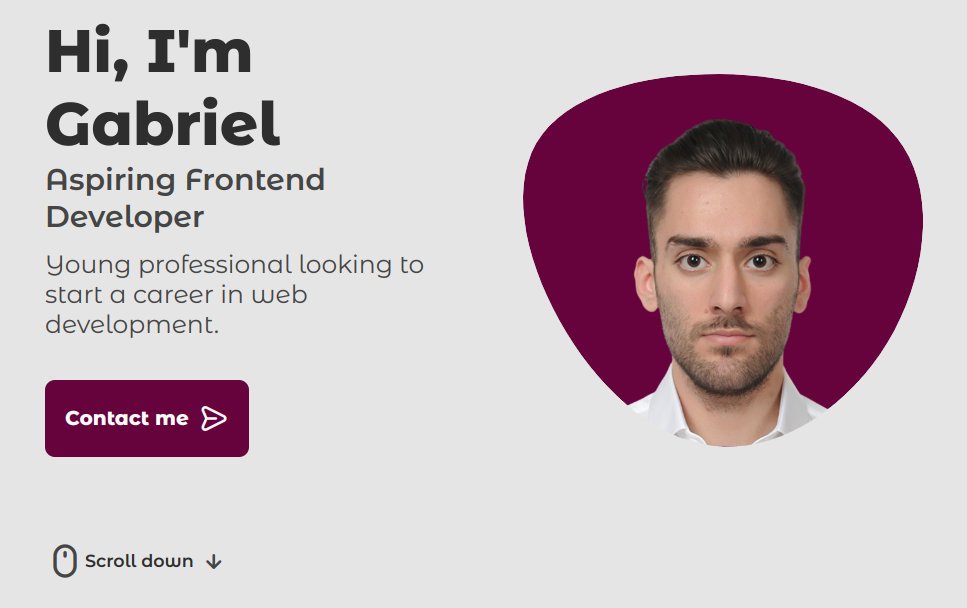 Hi, I'm
Gabriel
Aspiring Frontend
Developer
Young professional looking to
start a career in web
development.
Contact me
Scroll down